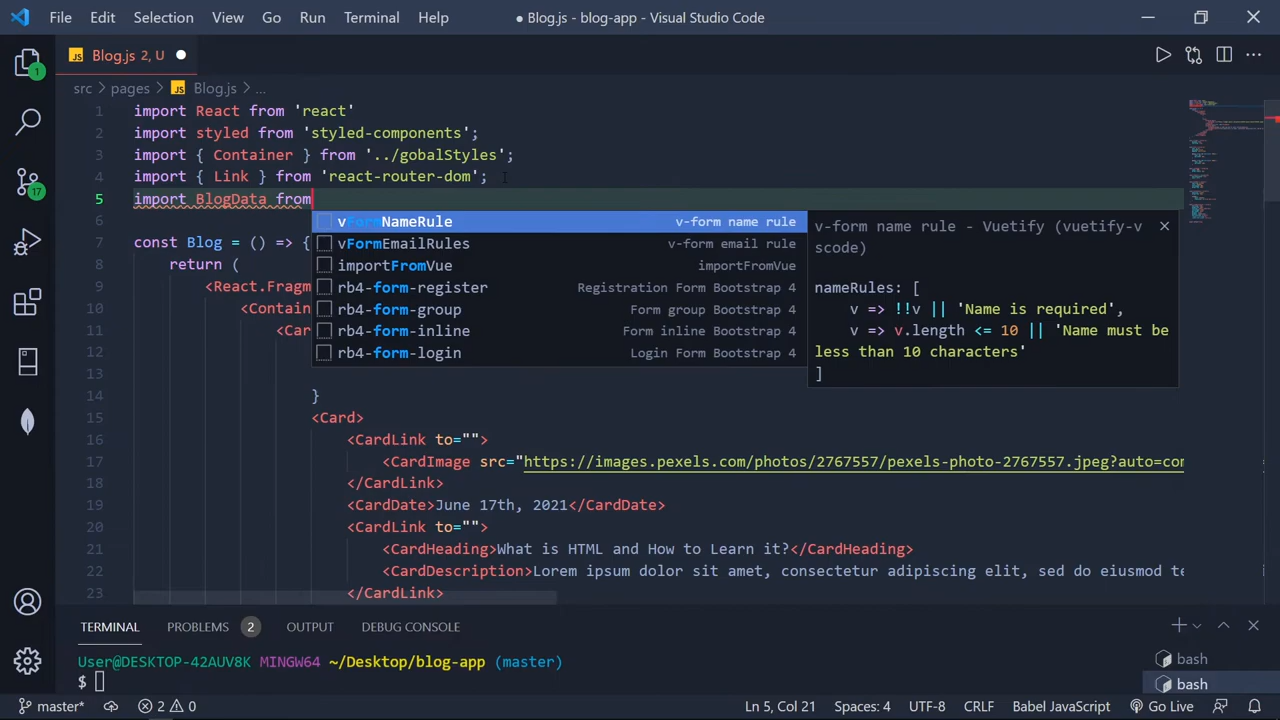 File Edit Selection View Go Run Terminal Help
● Blog.js - blog-app - Visual Studio Code
JS Blog.js 2, U ●
1
src > pages > JS Blog.js > ...
1 import React from 'react'
2 import styled from 'styled-components';
3 import { Container } from '../gobalStyles';
4 import { Link } from 'react-router-dom';
5 import BlogData from
6
7 const Blog = () => {
8 return (
9 <React.Fragm
10 <Contain
11 <Car
12
13
14 }
15 <Card>
16 <CardLink to="">
17 <CardImage src="https://images.pexels.com/photos/2767557/pexels-photo-2767557.jpeg?auto=com
18 </CardLink>
19 <CardDate>June 17th, 2021</CardDate>
20 <CardLink to="">
21 <CardHeading>What is HTML and How to Learn it?</CardHeading>
22 <CardDescription>Lorem ipsum dolor sit amet, consectetur adipiscing elit, sed do eiusmod te
23 </CardLink>
vFormNameRule v-form name rule
vFormEmailRules v-form email rule
importFromVue importFromVue
rb4-form-register Registration Form Bootstrap 4
rb4-form-group Form group Bootstrap 4
rb4-form-inline Form inline Bootstrap 4
rb4-form-login Login Form Bootstrap 4
v-form name rule - Vuetify (vuetify-v
scode)
nameRules: [
v => !!v || 'Name is required',
v => v.length <= 10 || 'Name must be
less than 10 characters'
]
17
TERMINAL PROBLEMS 2 OUTPUT DEBUG CONSOLE
User@DESKTOP-42AUV8K MINGW64 ~/Desktop/blog-app (master)
$
bash
bash
master* 2 0 Ln 5, Col 21 Spaces: 4 UTF-8 CRLF Babel JavaScript Go Live